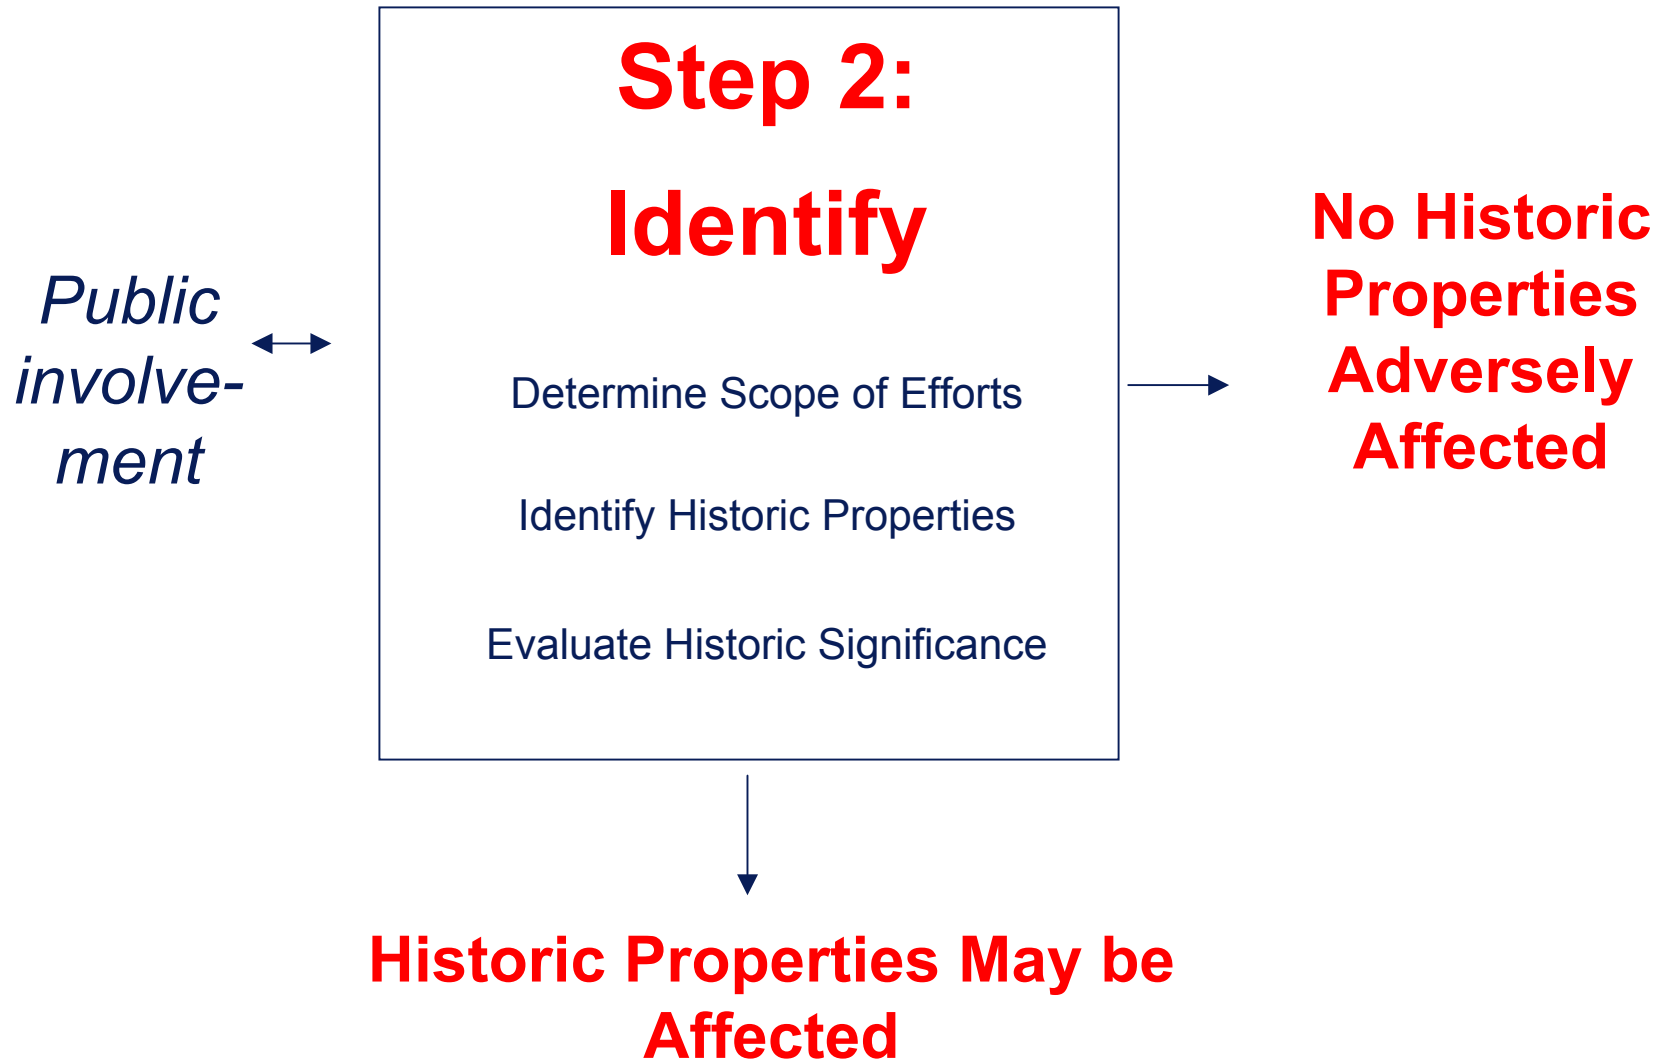 Step 2:
Identify
Public
involve-
ment
Determine Scope of Efforts
Identify Historic Properties
Evaluate Historic Significance
No Historic
Properties
Adversely
Affected
Historic Properties May be
Affected